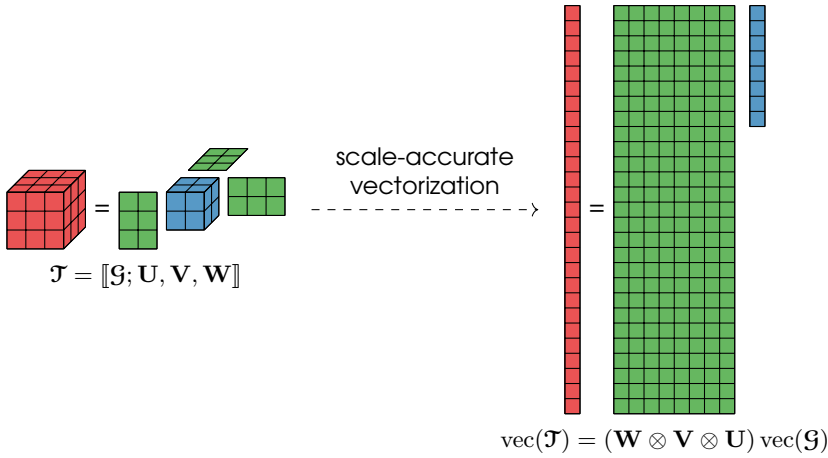 scale-accurate
vectorization
=
=
𝓣 = ⟦𝓖; 𝐔, 𝐕, 𝐖⟧
vec(𝓣) = (𝐖 ⊗ 𝐕 ⊗ 𝐔) vec(𝓖)